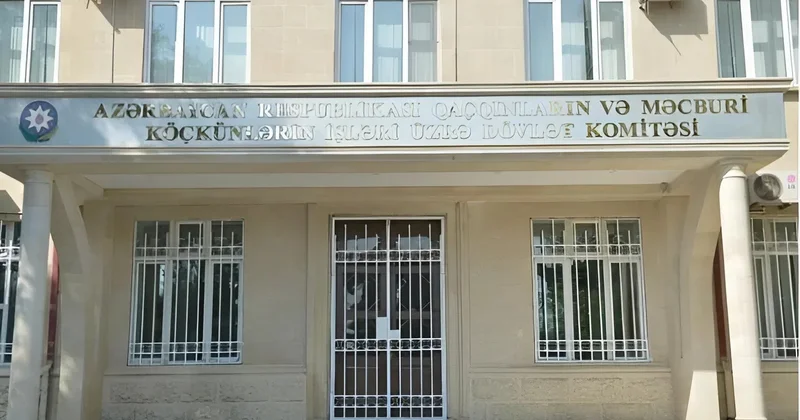 AZƏRBAYCAN RESPUBLİKASI QAÇQINLARIN VƏ MƏCBURİ
KÖÇKÜNLƏRİN İŞLƏRİ ÜZRƏ DÖVLƏT KOMİTƏSİ